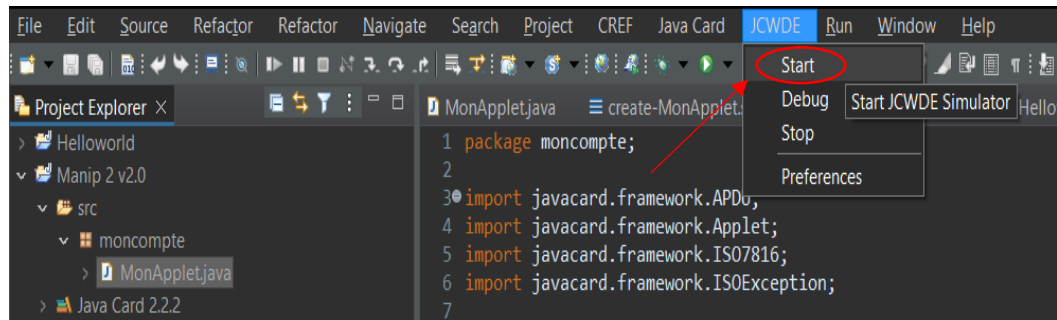 File Edit Source Refactor Refactor Navigate Search Project CREF Java Card JCWDE Run Window Help
Start
Debug
Start JCWDE Simulator
Stop
Preferences
Project Explorer
MonApplet.java create-MonApplet. Hello
Helloworld
Manip 2 v2.0
src
moncompte
MonApplet.java
Java Card 2.2.2
1 package moncompte;
2
3 import javacard.framework.APDU;
4 import javacard.framework.Applet;
5 import javacard.framework.ISO7816;
6 import javacard.framework.ISOException;
7